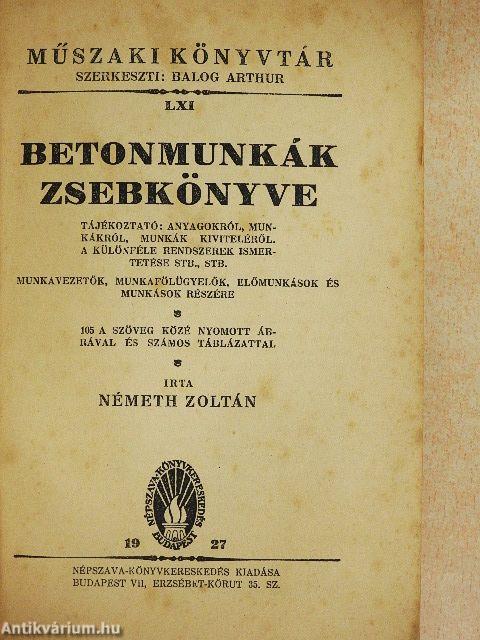 MŰSZAKI KÖNYVTÁR
SZERKESZTI: BALOG ARTHUR
LXI
BETONMUNKÁK
ZSEBKÖNYVE
TÁJÉKOZTATÓ: ANYAGOKRÓL, MUN-
KÁKRÓL, MUNKÁK KIVITELÉRŐL.
A KÜLÖNFÉLE RENDSZEREK ISMER-
TETÉSE STB., STB.
MUNKAVEZETŐK, MUNKAFÖLÜGYELŐK, ELŐMUNKÁSOK ÉS
MUNKÁSOK RÉSZÉRE
105 A SZÖVEG KÖZÉ NYOMOTT ÁB-
RÁVAL ÉS SZÁMOS TÁBLÁZATTAL
IRTA
NÉMETH ZOLTÁN
NÉPSZAVA-KÖNYVKERESKEDÉS
BUDAPEST
19 27
NÉPSZAVA-KÖNYVKERESKEDÉS KIADÁSA
BUDAPEST VII, ERZSÉBET-KÖRUT 35. SZ.
Antikvárium.hu